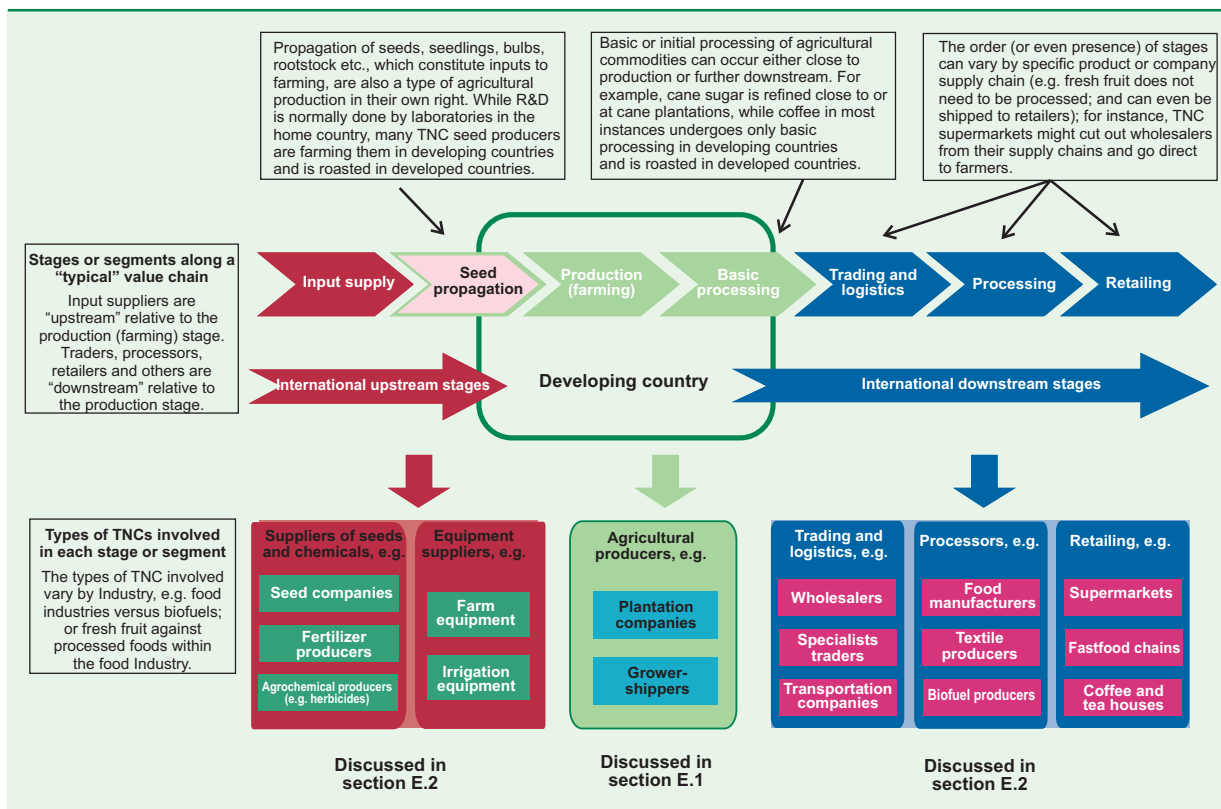 Propagation of seeds, seedlings, bulbs,
rootstock etc., which constitute inputs to
farming, are also a type of agricultural
production in their own right. While R&D
is normally done by laboratories in the
home country, many TNC seed producers
are farming them in developing countries
and is roasted in developed countries.
Basic or initial processing of agricultural
commodities can occur either close to
production or further downstream. For
example, cane sugar is refined close to or
at cane plantations, while coffee in most
instances undergoes only basic
processing in developing countries
and is roasted in developed countries.
The order (or even presence) of stages
can vary by specific product or company
supply chain (e.g. fresh fruit does not
need to be processed; and can even be
shipped to retailers); for instance, TNC
supermarkets might cut out wholesalers
from their supply chains and go direct
to farmers.
Stages or segments along a
“typical” value chain
Input suppliers are
“upstream” relative to the
production (farming) stage.
Traders, processors,
retailers and others are
“downstream” relative to
the production stage.
Input supply
Seed
propagation
Production
(farming)
Basic
processing
Trading and
logistics
Processing
Retailing
International upstream stages
Developing country
International downstream stages
Types of TNCs involved
in each stage or segment
The types of TNC involved
vary by Industry, e.g. food
industries versus biofuels;
or fresh fruit against
processed foods within
the food Industry.
Suppliers of seeds
and chemicals, e.g.
Seed companies
Fertilizer
producers
Agrochemical producers
(e.g. herbicides)
Equipment
suppliers, e.g.
Farm
equipment
Irrigation
equipment
Agricultural
producers, e.g.
Plantation
companies
Grower-
shippers
Trading and
logistics, e.g.
Wholesalers
Specialists
traders
Transportation
companies
Processors, e.g.
Food
manufacturers
Textile
producers
Biofuel producers
Retailing, e.g.
Supermarkets
Fastfood chains
Coffee and
tea houses
Discussed in
section E.2
Discussed in
section E.1
Discussed in
section E.2